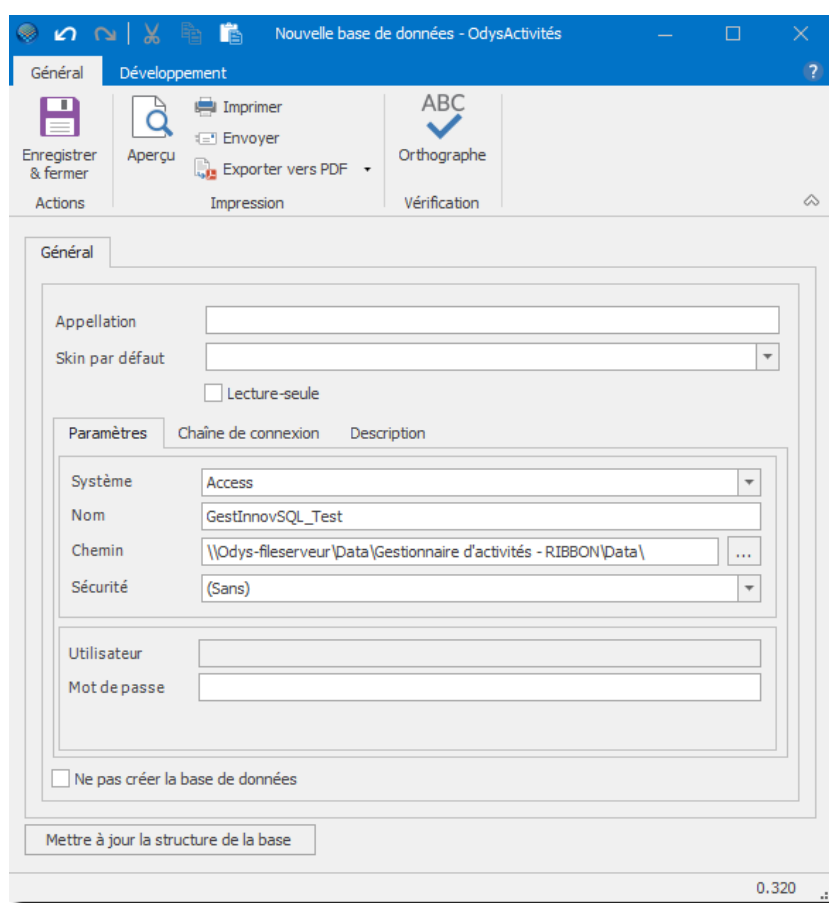 Nouvelle base de données - OdysActivités
Général Développement
?
Enregistrer & fermer
Aperçu
Imprimer
Envoyer
Exporter vers PDF
ABC
Orthographe
Actions Impression Vérification
Général
Appellation
Skin par défaut
Lecture-seule
Paramètres Chaîne de connexion Description
Système Access
Nom GestInnovSQL_Test
Chemin \\Odys-fileserveur\Data\Gestionnaire d'activités - RIBBON\Data\ ...
Sécurité (Sans)
Utilisateur
Mot de passe
Ne pas créer la base de données
Mettre à jour la structure de la base
0.320